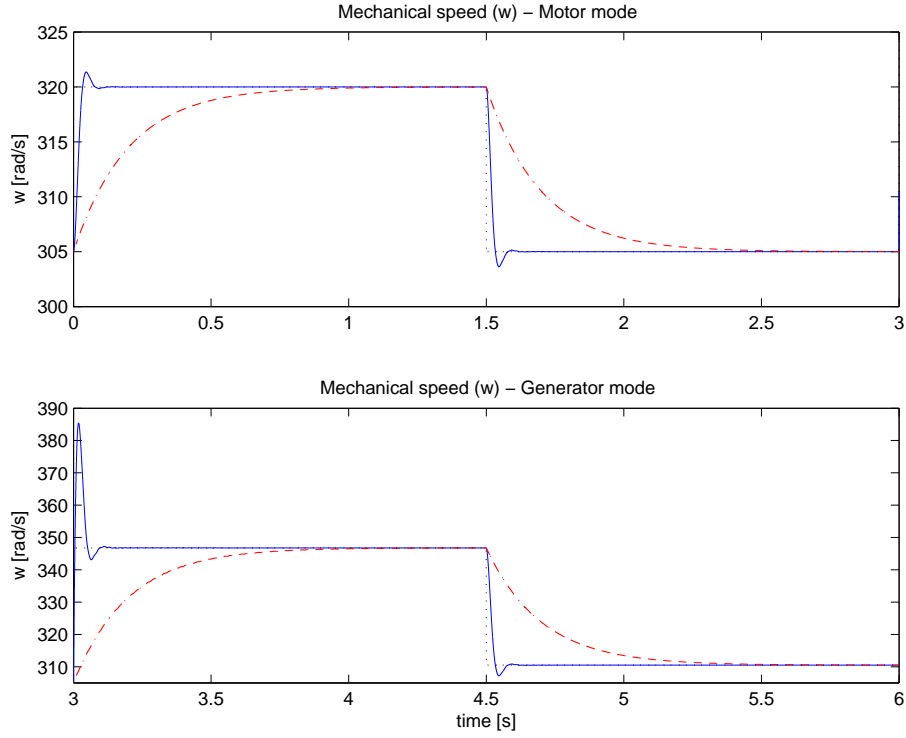 Mechanical speed (w) – Motor mode
325
320
315
310
305
300
w [rad/s]
0 0.5 1 1.5 2 2.5 3
Mechanical speed (w) – Generator mode
390
380
370
360
350
340
330
320
310
w [rad/s]
3 3.5 4 4.5 5 5.5 6
time [s]